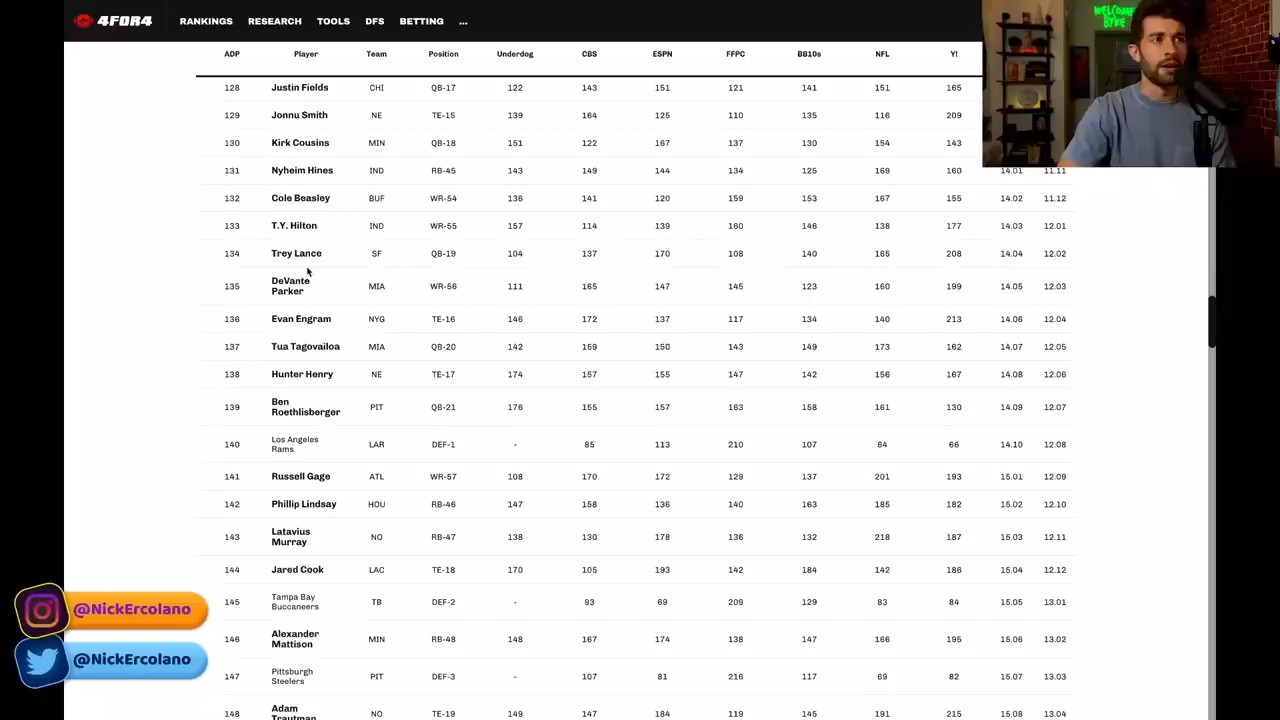 4FOR4 RANKINGS RESEARCH TOOLS DFS BETTING ...
WELCOME
BYKE
ADP Player Team Position Underdog CBS ESPN FFPC BB10s NFL Y!
128 Justin Fields CHI QB-17 122 143 151 121 141 151 165
129 Jonnu Smith NE TE-15 139 164 125 110 135 116 209
130 Kirk Cousins MIN QB-18 151 122 167 137 130 154 143
131 Nyheim Hines IND RB-45 143 149 144 134 125 169 160 14.01 11.11
132 Cole Beasley BUF WR-54 136 141 120 159 153 167 155 14.02 11.12
133 T.Y. Hilton IND WR-55 157 114 139 160 146 138 177 14.03 12.01
134 Trey Lance SF QB-19 104 137 170 108 140 165 208 14.04 12.02
135 DeVante
Parker MIA WR-56 111 165 147 145 123 160 199 14.05 12.03
136 Evan Engram NYG TE-16 146 172 137 117 134 140 213 14.06 12.04
137 Tua Tagovailoa MIA QB-20 142 159 150 143 149 173 162 14.07 12.05
138 Hunter Henry NE TE-17 174 157 155 147 142 156 167 14.08 12.06
139 Ben
Roethlisberger PIT QB-21 176 155 157 163 158 161 130 14.09 12.07
140 Los Angeles
Rams LAR DEF-1 - 85 113 210 107 64 66 14.10 12.08
141 Russell Gage ATL WR-57 108 170 172 129 137 201 193 15.01 12.09
142 Phillip Lindsay HOU RB-46 147 158 136 140 163 185 182 15.02 12.10
143 Latavius
Murray NO RB-47 138 130 178 136 132 218 187 15.03 12.11
144 Jared Cook LAC TE-18 170 105 193 142 184 142 186 15.04 12.12
145 Tampa Bay
Buccaneers TB DEF-2 - 93 69 209 129 83 84 15.05 13.01
146 Alexander
Mattison MIN RB-48 148 167 174 138 147 166 195 15.06 13.02
147 Pittsburgh
Steelers PIT DEF-3 - 107 81 216 117 69 82 15.07 13.03
148 Adam
Trautman NO TE-19 149 147 184 119 145 191 215 15.08 13.04
@NickErcolano
@NickErcolano